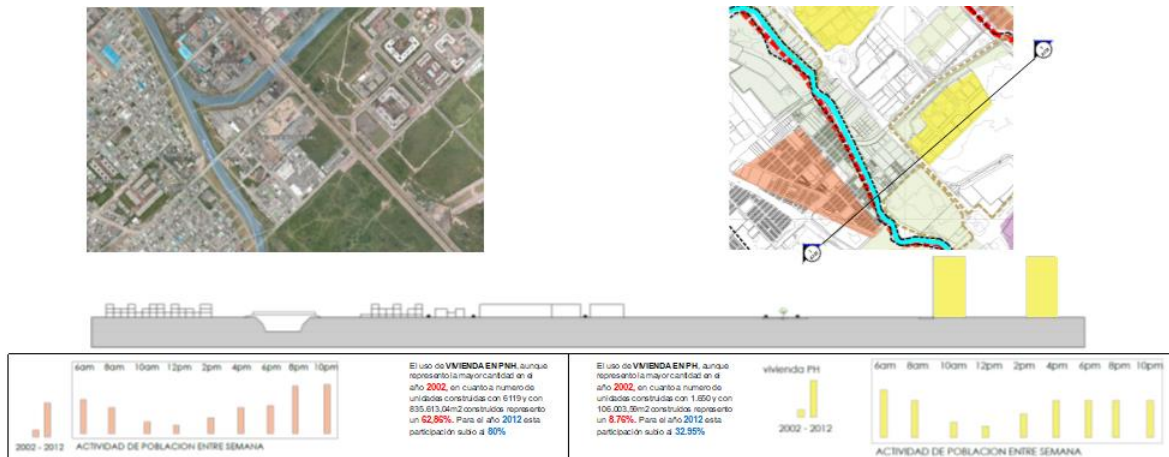 6am 8am 10am 12pm 2pm 4pm 6pm 8pm 10pm
2002 - 2012
ACTIVIDAD DE POBLACION ENTRE SEMANA
El uso de VIVIENDA EN PNH, aunque
represento la mayor cantidad en el
año 2002, en cuanto a numero de
unidades construidas con 6119 y con
835.613,04m2 construidos represento
un 62,86%. Para el año 2012 esta
participación subio al 80%
El uso de VIVIENDA EN PH, aunque
represento la mayor cantidad en el
año 2002, en cuanto a numero de
unidades construidas con 1.650 y con
106,003,56m2 construidos represento
un 8.76%. Para el año 2012 esta
participación subio al 32.95%
vivienda PH
2002 - 2012
6am 8am 10am 12pm 2pm 4pm 6pm 8pm 10pm
ACTIVIDAD DE POBLACION ENTRE SEMANA